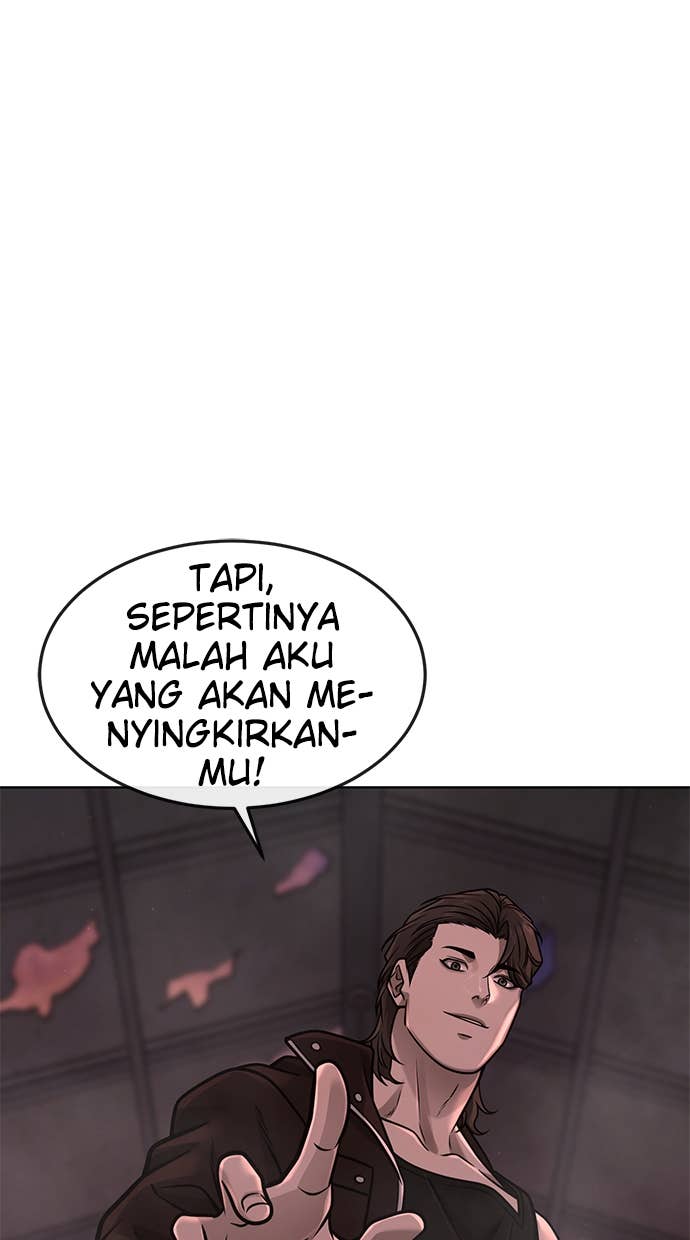 TAPI,
SEPERTINYA
MALAH AKU
YANG AKAN ME-
NYINGKIRKAN-
MU!